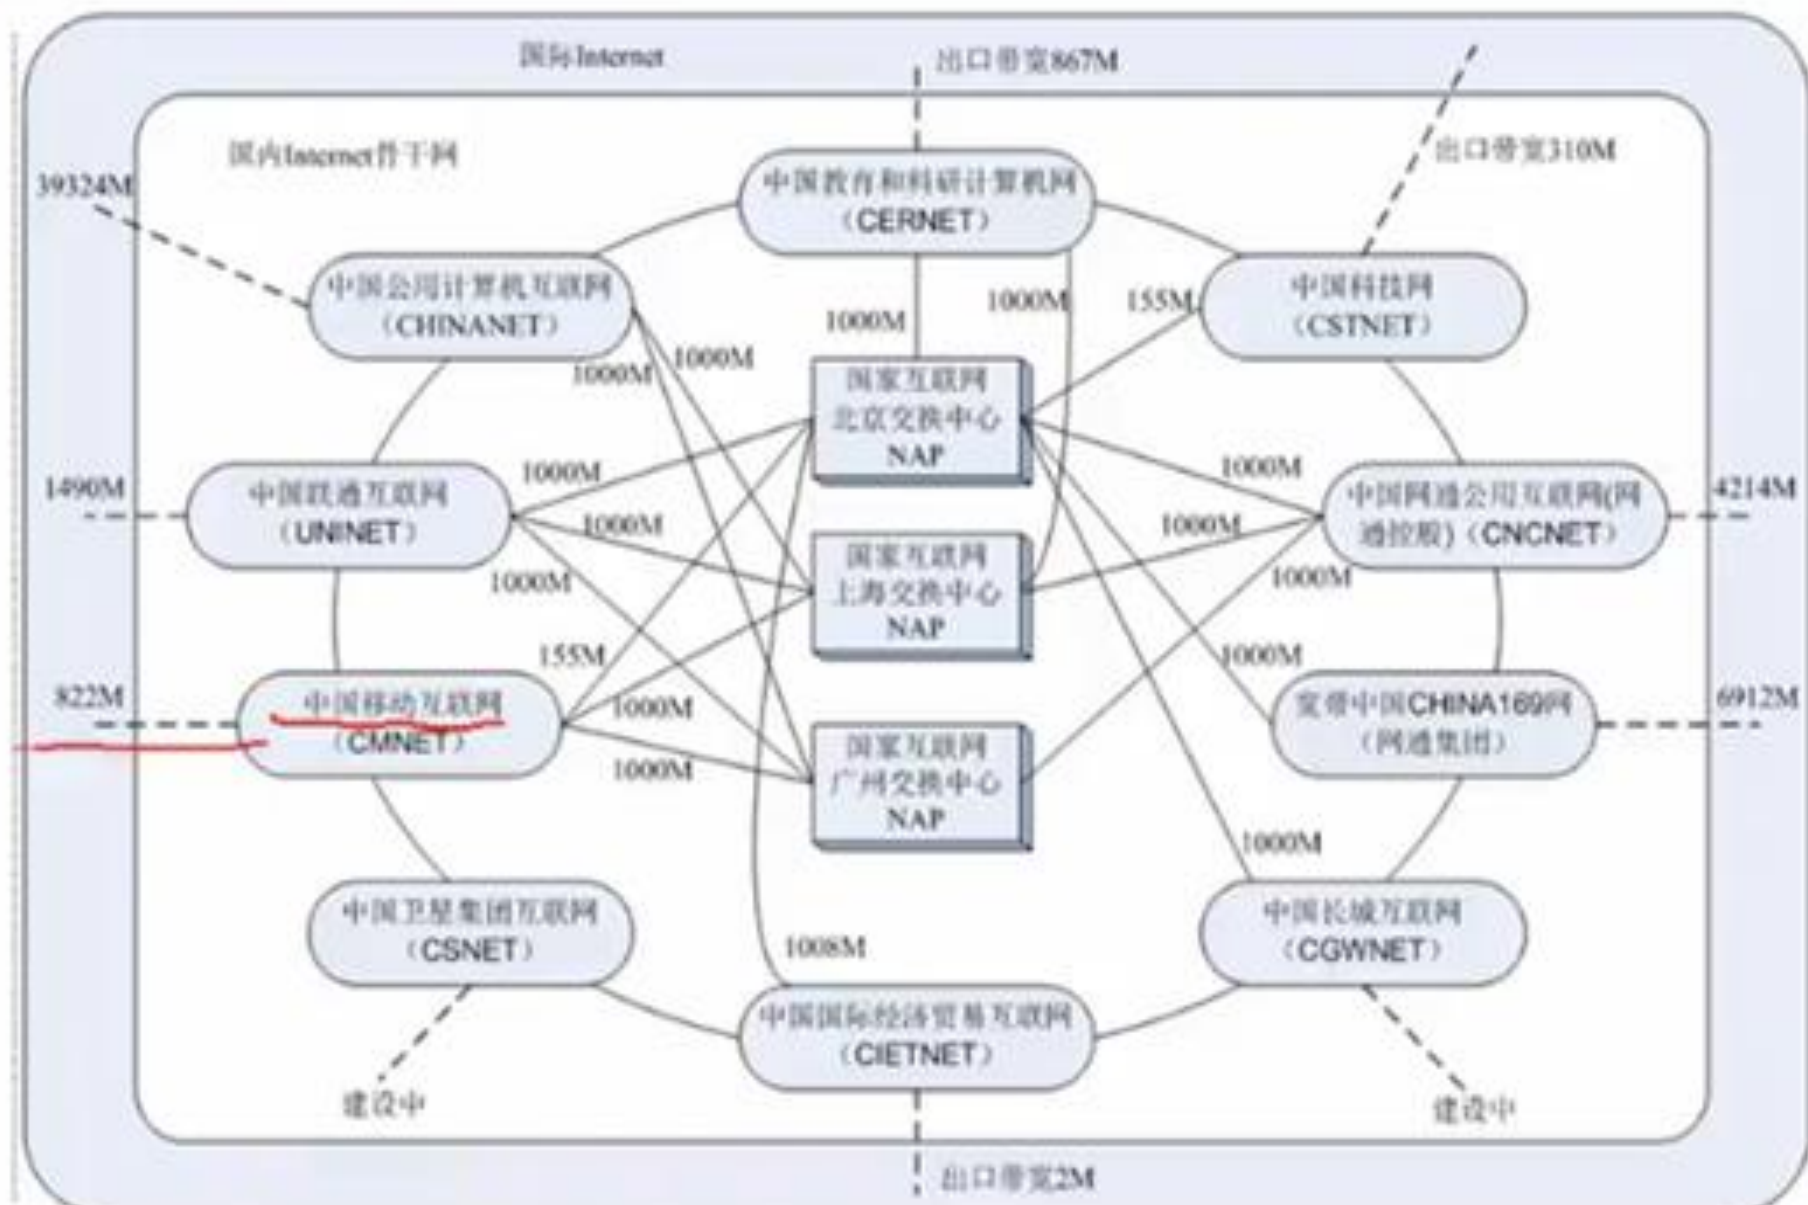 国际Internet
出口带宽867M
国内Internet骨干网
出口带宽310M
39324M
中国教育和科研计算机网
（CERNET）
中国公用计算机互联网
（CHINANET）
中国科技网
（CSTNET）
1000M
1000M
155M
1000M
1000M
国家互联网
北京交换中心
NAP
1490M
中国联通互联网
（UNINET）
1000M
1000M
1000M
1000M
1000M
1000M
中国网通公用互联网(网
通控股)（CNCNET）
4214M
国家互联网
上海交换中心
NAP
822M
中国移动互联网
（CMNET）
155M
1000M
1000M
1000M
宽带中国CHINA169网
（网通集团）
6912M
国家互联网
广州交换中心
NAP
1000M
中国卫星集团互联网
（CSNET）
1008M
中国长城互联网
（CGWNET）
中国国际经济贸易互联网
（CIETNET）
建设中
建设中
出口带宽2M